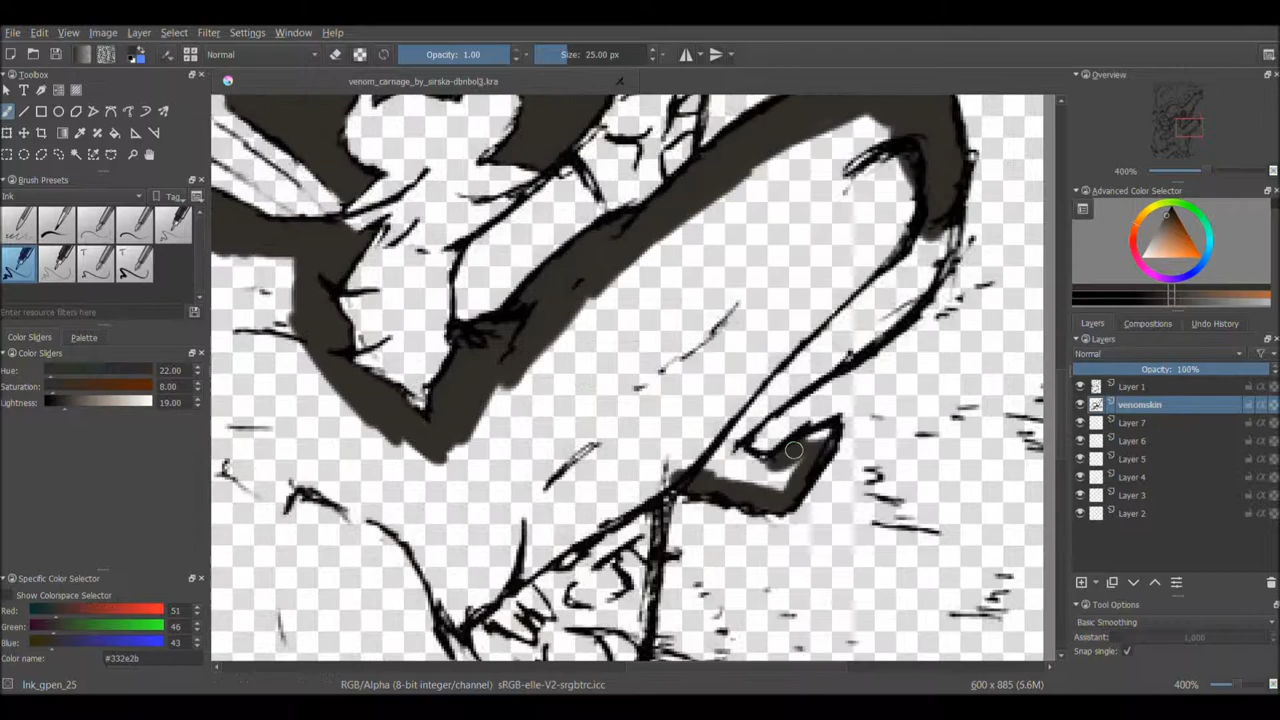 File Edit View Image Layer Select Filter Settings Window Help
Normal Opacity: 1.00 Size: 25.00 px
Toolbox
venom_carnage_by_sirska-dbnbol3.kra
Overview
400%
Brush Presets
Ink Tag
Enter resource filters here
Color Sliders Palette
Color Sliders
Hue: 22.00
Saturation: 8.00
Lightness: 19.00
Specific Color Selector
Show Colorspace Selector
Red: 51
Green: 46
Blue: 43
Color name: #332e2b
Advanced Color Selector
Layers Compositions Undo History
Layers
Normal
Opacity: 100%
Layer 1
venomskin
Layer 7
Layer 6
Layer 5
Layer 4
Layer 3
Layer 2
Tool Options
Basic Smoothing
Assistant: 1,000
Snap single:
Ink_gpen_25 RGB/Alpha (8-bit integer/channel) sRGB-elle-V2-srgbtrc.icc 600 x 885 (5.6M) 400%